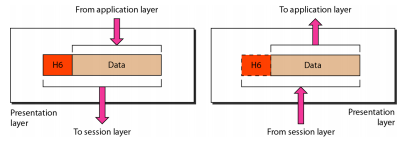 From application layer
H6
Data
Presentation
layer
To session layer
To application layer
H6
Data
Presentation
layer
From session layer